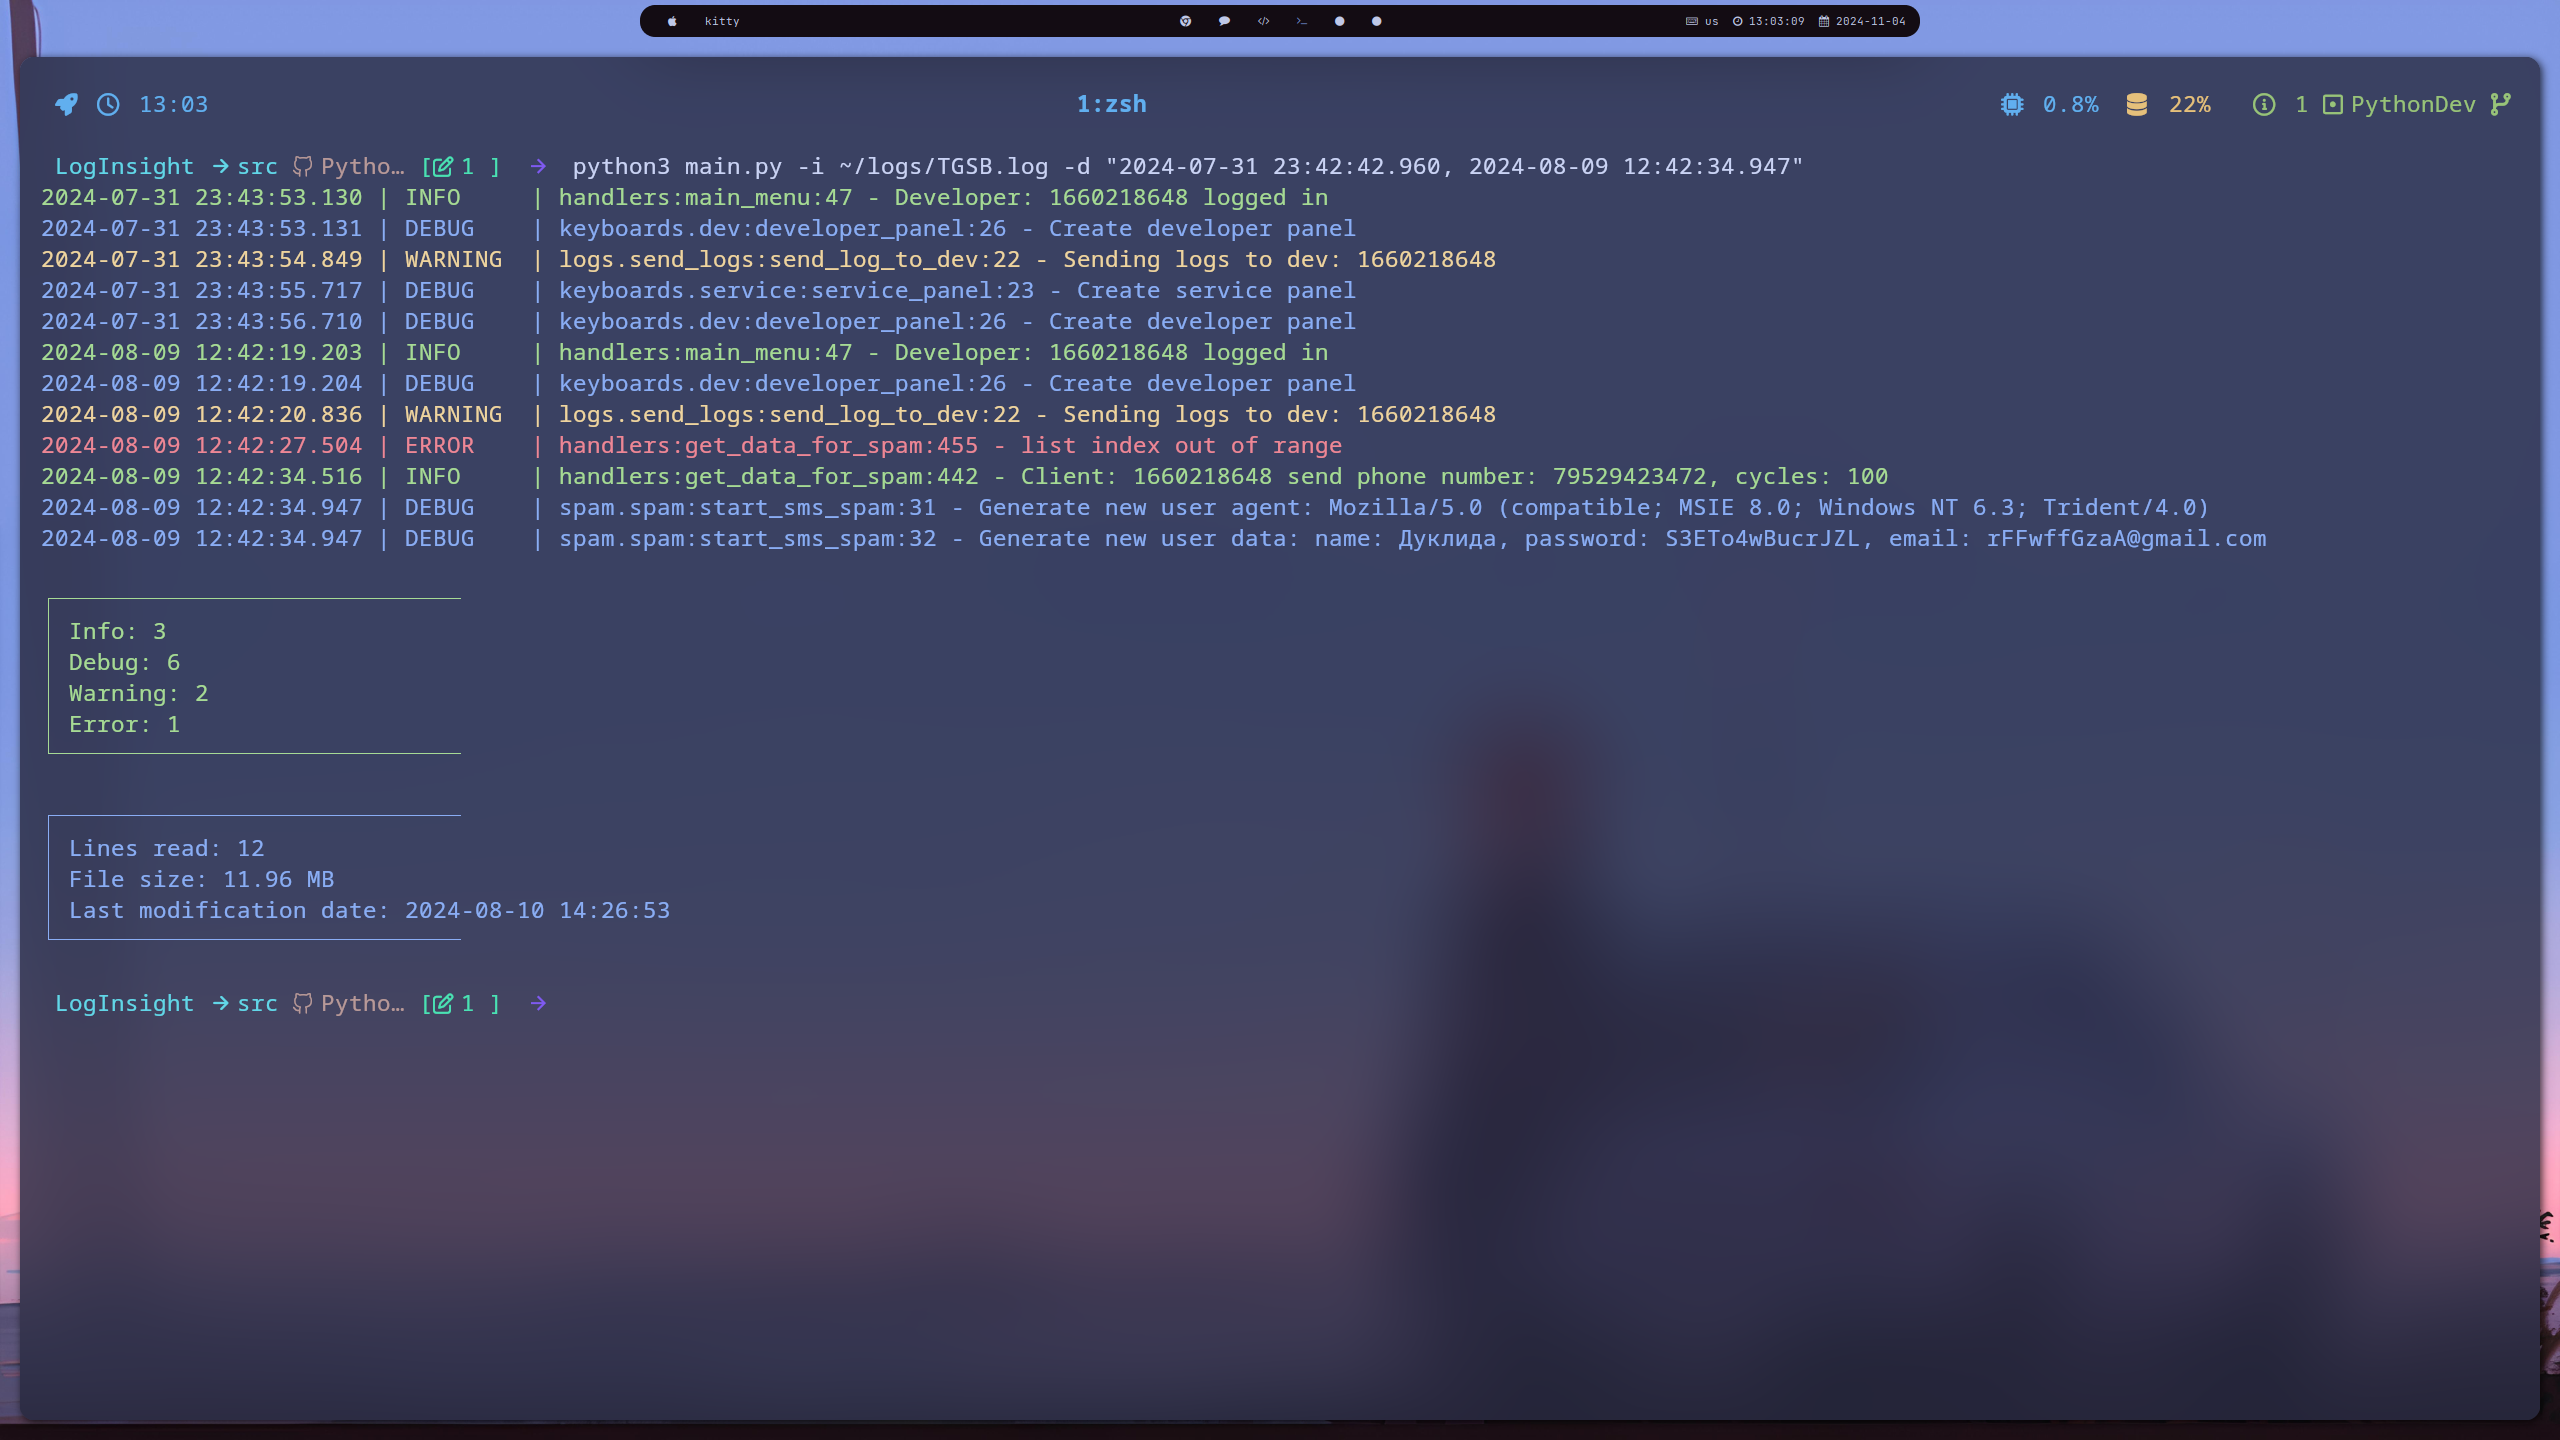 kitty
us 13:03:09 2024-11-04
13:03
1:zsh
0.8% 22% 1 PythonDev
LogInsight → src Pytho… [1 ] → python3 main.py -i ~/logs/TGSB.log -d "2024-07-31 23:42:42.960, 2024-08-09 12:42:34.947"
2024-07-31 23:43:53.130 | INFO | handlers:main_menu:47 - Developer: 1660218648 logged in
2024-07-31 23:43:53.131 | DEBUG | keyboards.dev:developer_panel:26 - Create developer panel
2024-07-31 23:43:54.849 | WARNING | logs.send_logs:send_log_to_dev:22 - Sending logs to dev: 1660218648
2024-07-31 23:43:55.717 | DEBUG | keyboards.service:service_panel:23 - Create service panel
2024-07-31 23:43:56.710 | DEBUG | keyboards.dev:developer_panel:26 - Create developer panel
2024-08-09 12:42:19.203 | INFO | handlers:main_menu:47 - Developer: 1660218648 logged in
2024-08-09 12:42:19.204 | DEBUG | keyboards.dev:developer_panel:26 - Create developer panel
2024-08-09 12:42:20.836 | WARNING | logs.send_logs:send_log_to_dev:22 - Sending logs to dev: 1660218648
2024-08-09 12:42:27.504 | ERROR | handlers:get_data_for_spam:455 - list index out of range
2024-08-09 12:42:34.516 | INFO | handlers:get_data_for_spam:442 - Client: 1660218648 send phone number: 79529423472, cycles: 100
2024-08-09 12:42:34.947 | DEBUG | spam.spam:start_sms_spam:31 - Generate new user agent: Mozilla/5.0 (compatible; MSIE 8.0; Windows NT 6.3; Trident/4.0)
2024-08-09 12:42:34.947 | DEBUG | spam.spam:start_sms_spam:32 - Generate new user data: name: Дуклида, password: S3ETo4wBucrJZL, email: rFFwffGzaA@gmail.com
Info: 3
Debug: 6
Warning: 2
Error: 1
Lines read: 12
File size: 11.96 MB
Last modification date: 2024-08-10 14:26:53
LogInsight → src Pytho… [1 ] →